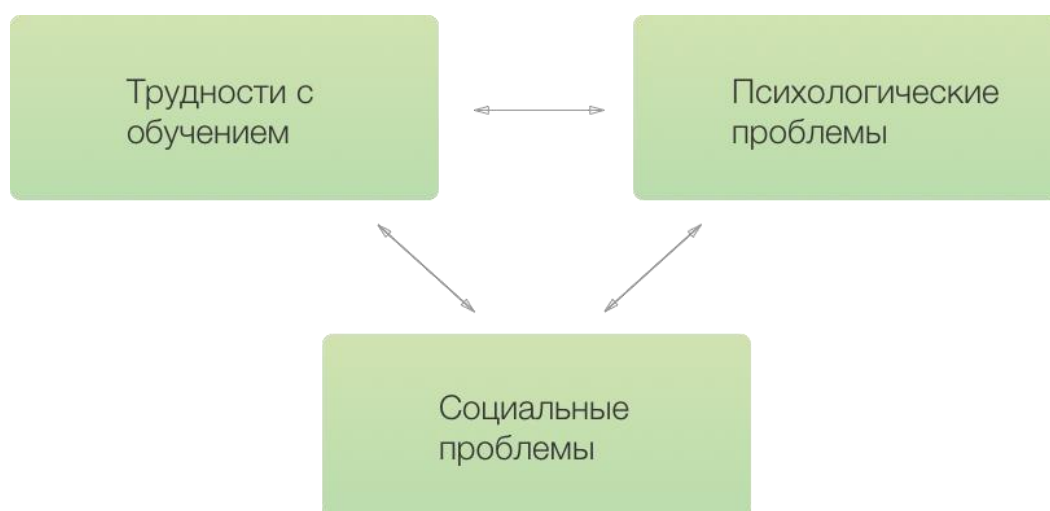 Трудности с
обучением
Психологические
проблемы
Социальные
проблемы